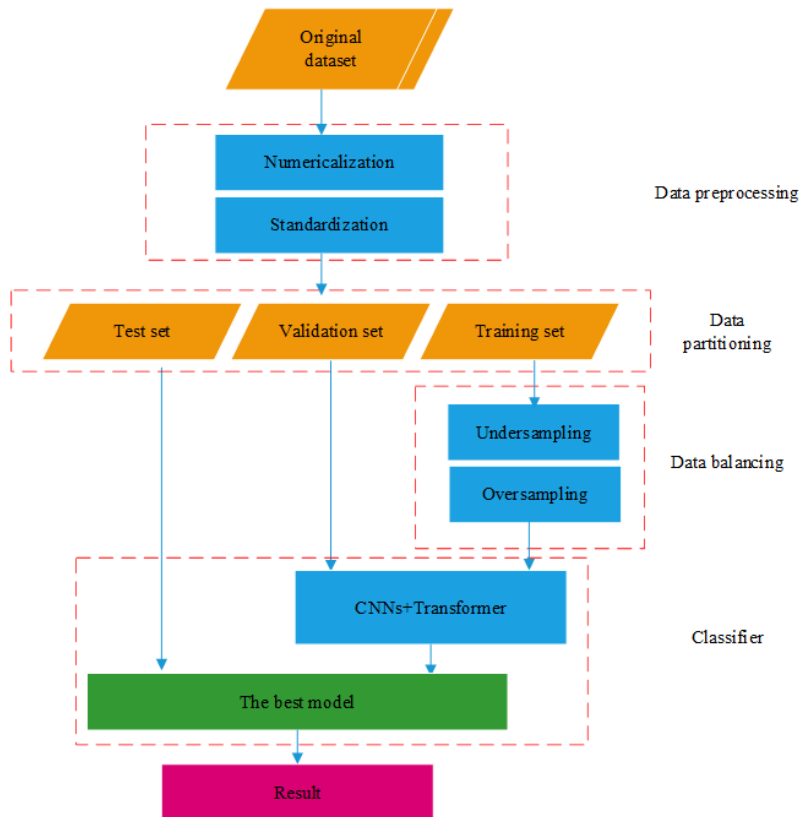 Original
dataset
Numericalization
Data preprocessing
Standardization
Test set
Validation set
Training set
Data
partitioning
Undersampling
Data balancing
Oversampling
CNNs+Transformer
Classifier
The best model
Result